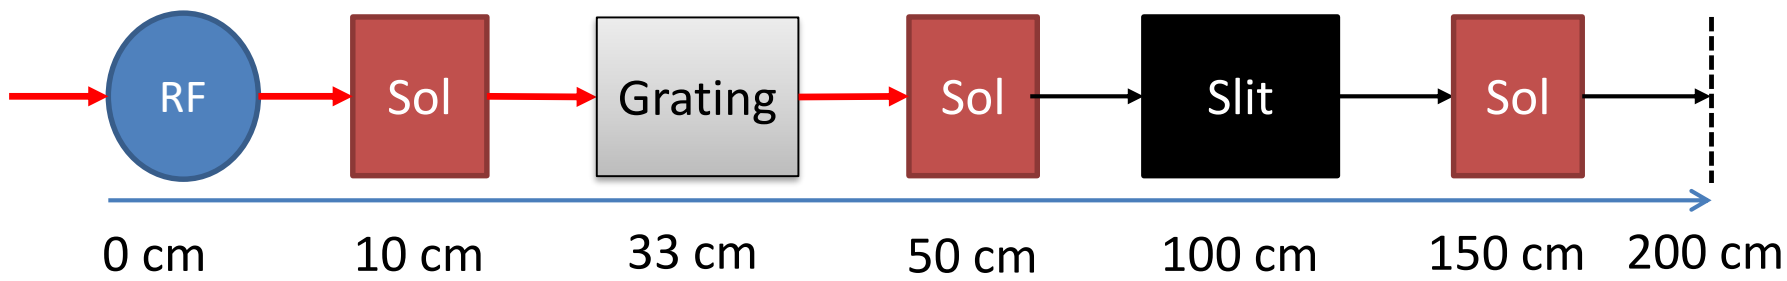 RF
Sol
Grating
Sol
Slit
Sol
0 cm
10 cm
33 cm
50 cm
100 cm
150 cm
200 cm